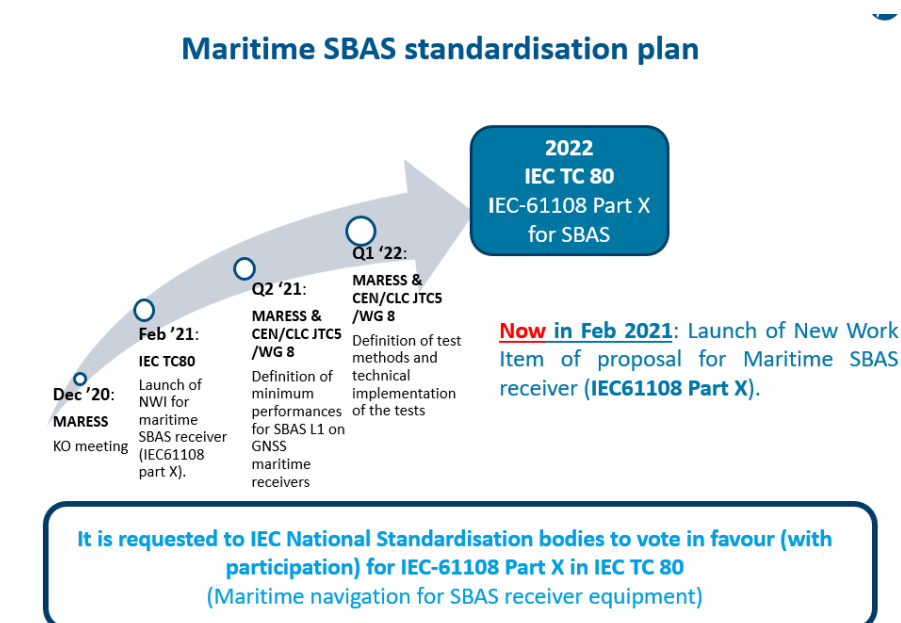 Maritime SBAS standardisation plan
2022
IEC TC 80
IEC-61108 Part X
for SBAS
Dec '20:
MARESS
KO meeting
Feb '21:
IEC TC80
Launch of
NWI for
maritime
SBAS receiver
(IEC61108
part X).
Q2 '21:
MARESS &
CEN/CLC JTC5
/WG 8
Definition of
minimum
performances
for SBAS L1 on
GNSS
maritime
receivers
Q1 '22:
MARESS &
CEN/CLC JTC5
/WG 8
Definition of test
methods and
technical
implementation
of the tests
Now in Feb 2021: Launch of New Work
Item of proposal for Maritime SBAS
receiver (IEC61108 Part X).
It is requested to IEC National Standardisation bodies to vote in favour (with
participation) for IEC-61108 Part X in IEC TC 80
(Maritime navigation for SBAS receiver equipment)